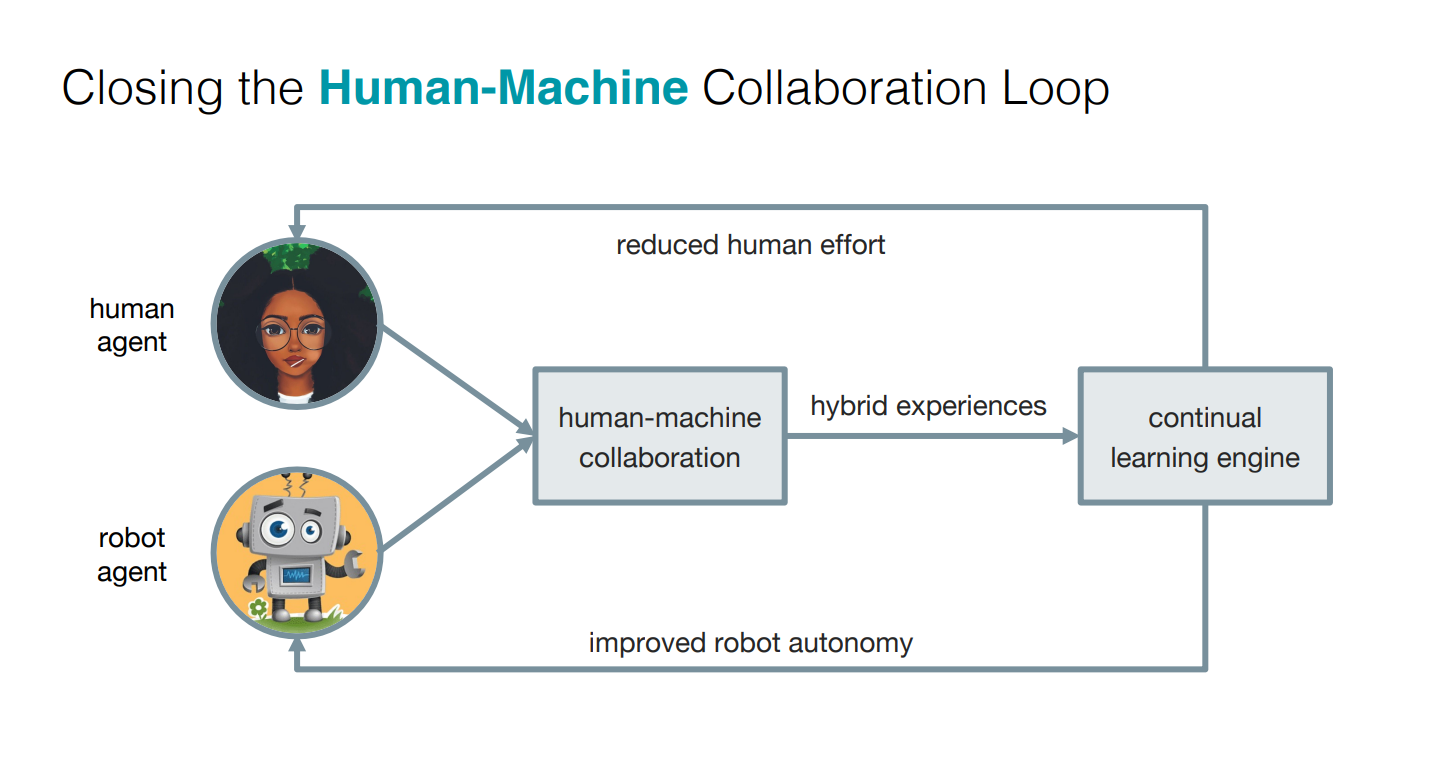 Closing the Human-Machine Collaboration Loop
reduced human effort
human
agent
human-machine
collaboration
hybrid experiences
continual
learning engine
robot
agent
improved robot autonomy